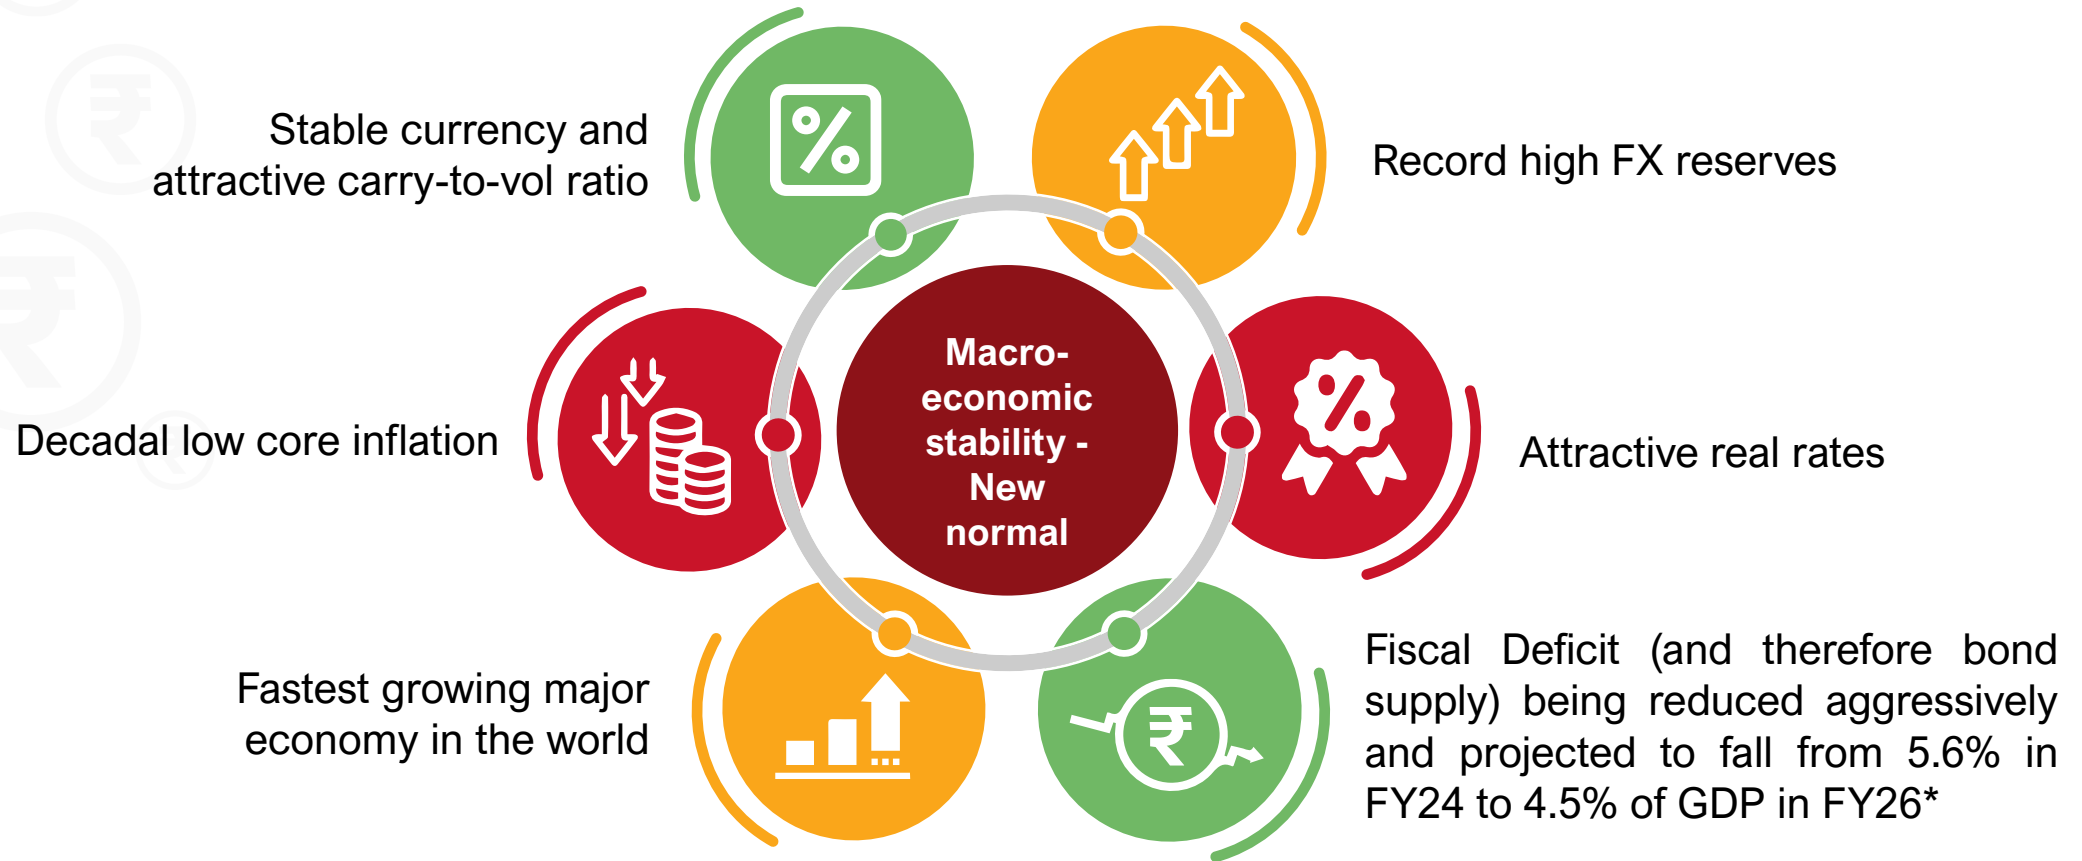 Stable currency and
attractive carry-to-vol ratio
Record high FX reserves
Decadal low core inflation
Macro-
economic
stability -
New
normal
Attractive real rates
Fastest growing major
economy in the world
Fiscal Deficit (and therefore bond
supply) being reduced aggressively
and projected to fall from 5.6% in
FY24 to 4.5% of GDP in FY26*